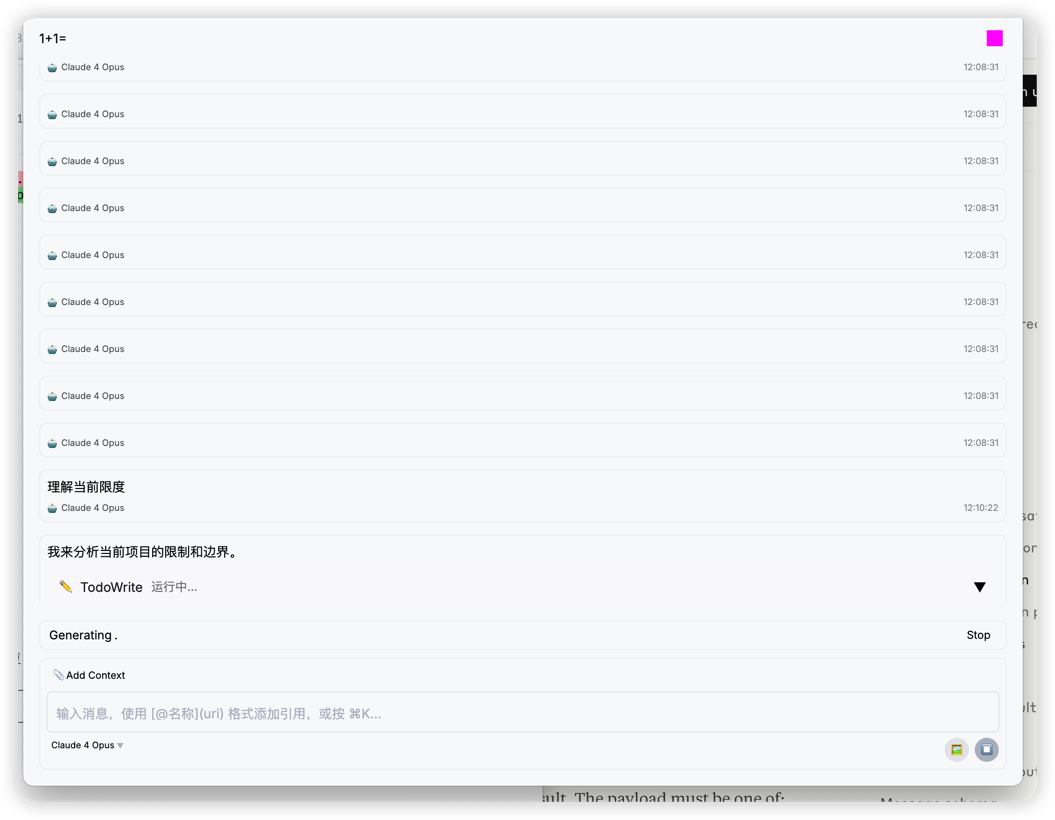 1+1=
Claude 4 Opus 12:08:31
Claude 4 Opus 12:08:31
Claude 4 Opus 12:08:31
Claude 4 Opus 12:08:31
Claude 4 Opus 12:08:31
Claude 4 Opus 12:08:31
Claude 4 Opus 12:08:31
Claude 4 Opus 12:08:31
Claude 4 Opus 12:08:31
理解当前限度
Claude 4 Opus 12:10:22
我来分析当前项目的限制和边界。
TodoWrite 运行中...
Generating .
Stop
Add Context
输入消息，使用 [@名称](uri) 格式添加引用，或按 ⌘K...
Claude 4 Opus
The payload must be one of: